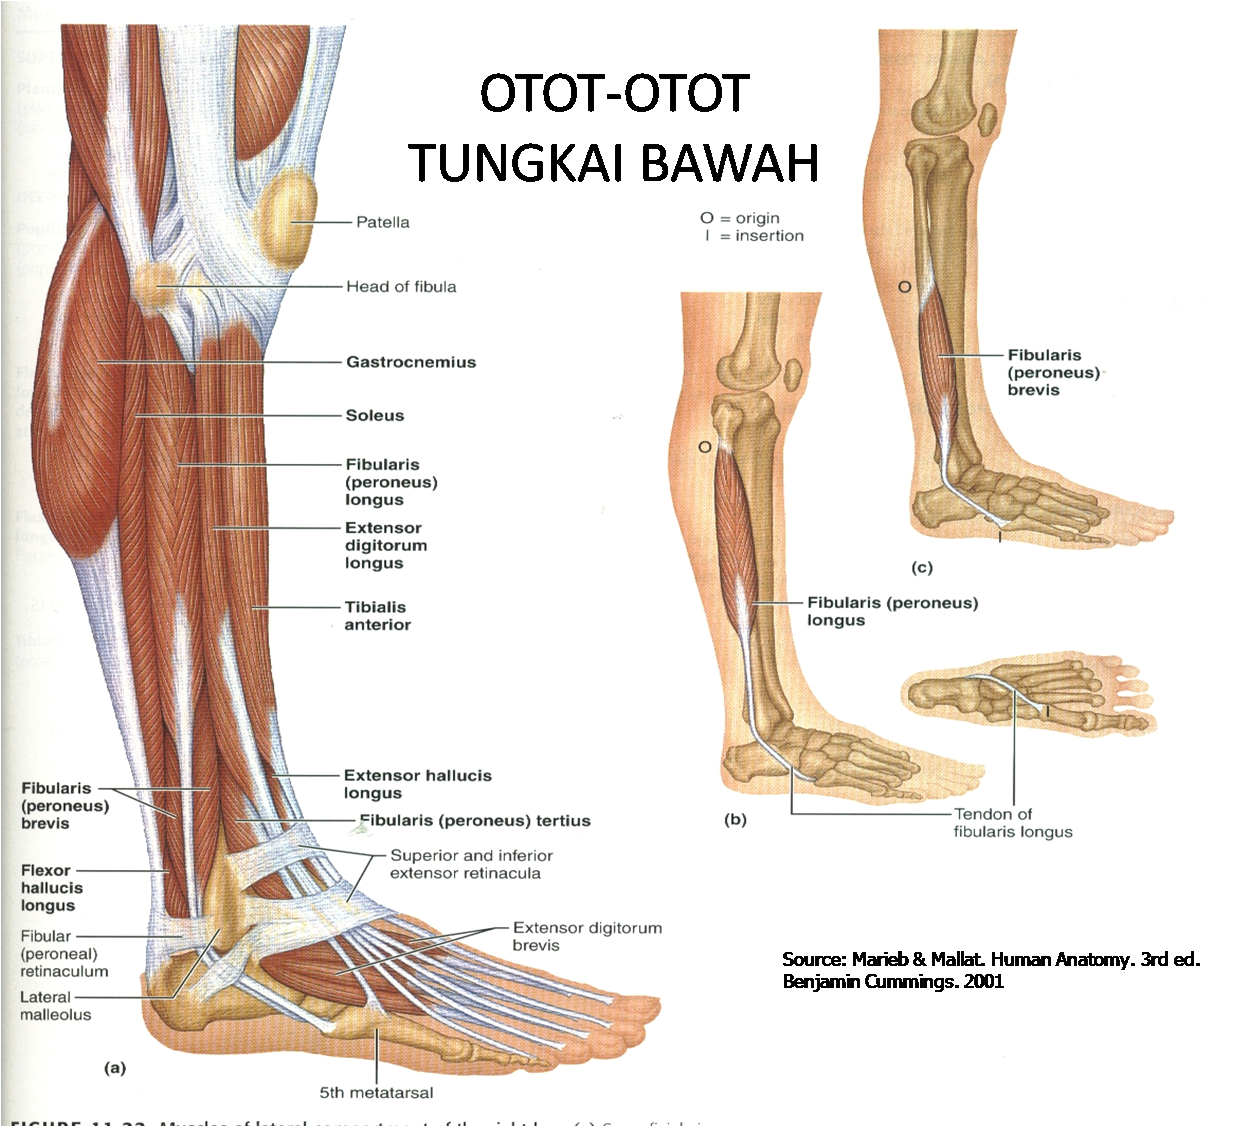 OTOT-OTOT
TUNGKAI BAWAH
Patella
Head of fibula
Gastrocnemius
Soleus
Fibularis
(peroneus)
longus
Extensor
digitorum
longus
Tibialis
anterior
Extensor hallucis
longus
Fibularis (peroneus) tertius
Superior and inferior
extensor retinacula
Extensor digitorum
brevis
Fibularis
(peroneus)
brevis
Flexor
hallucis
longus
Fibular
(peroneal)
retinaculum
Lateral
malleolus
(a)
5th metatarsal
O = origin
I = insertion
O
Fibularis (peroneus)
longus
I
Tendon of
fibularis longus
(b)
O
Fibularis
(peroneus)
brevis
I
(c)
Source: Marieb & Mallat. Human Anatomy. 3rd ed.
Benjamin Cummings. 2001